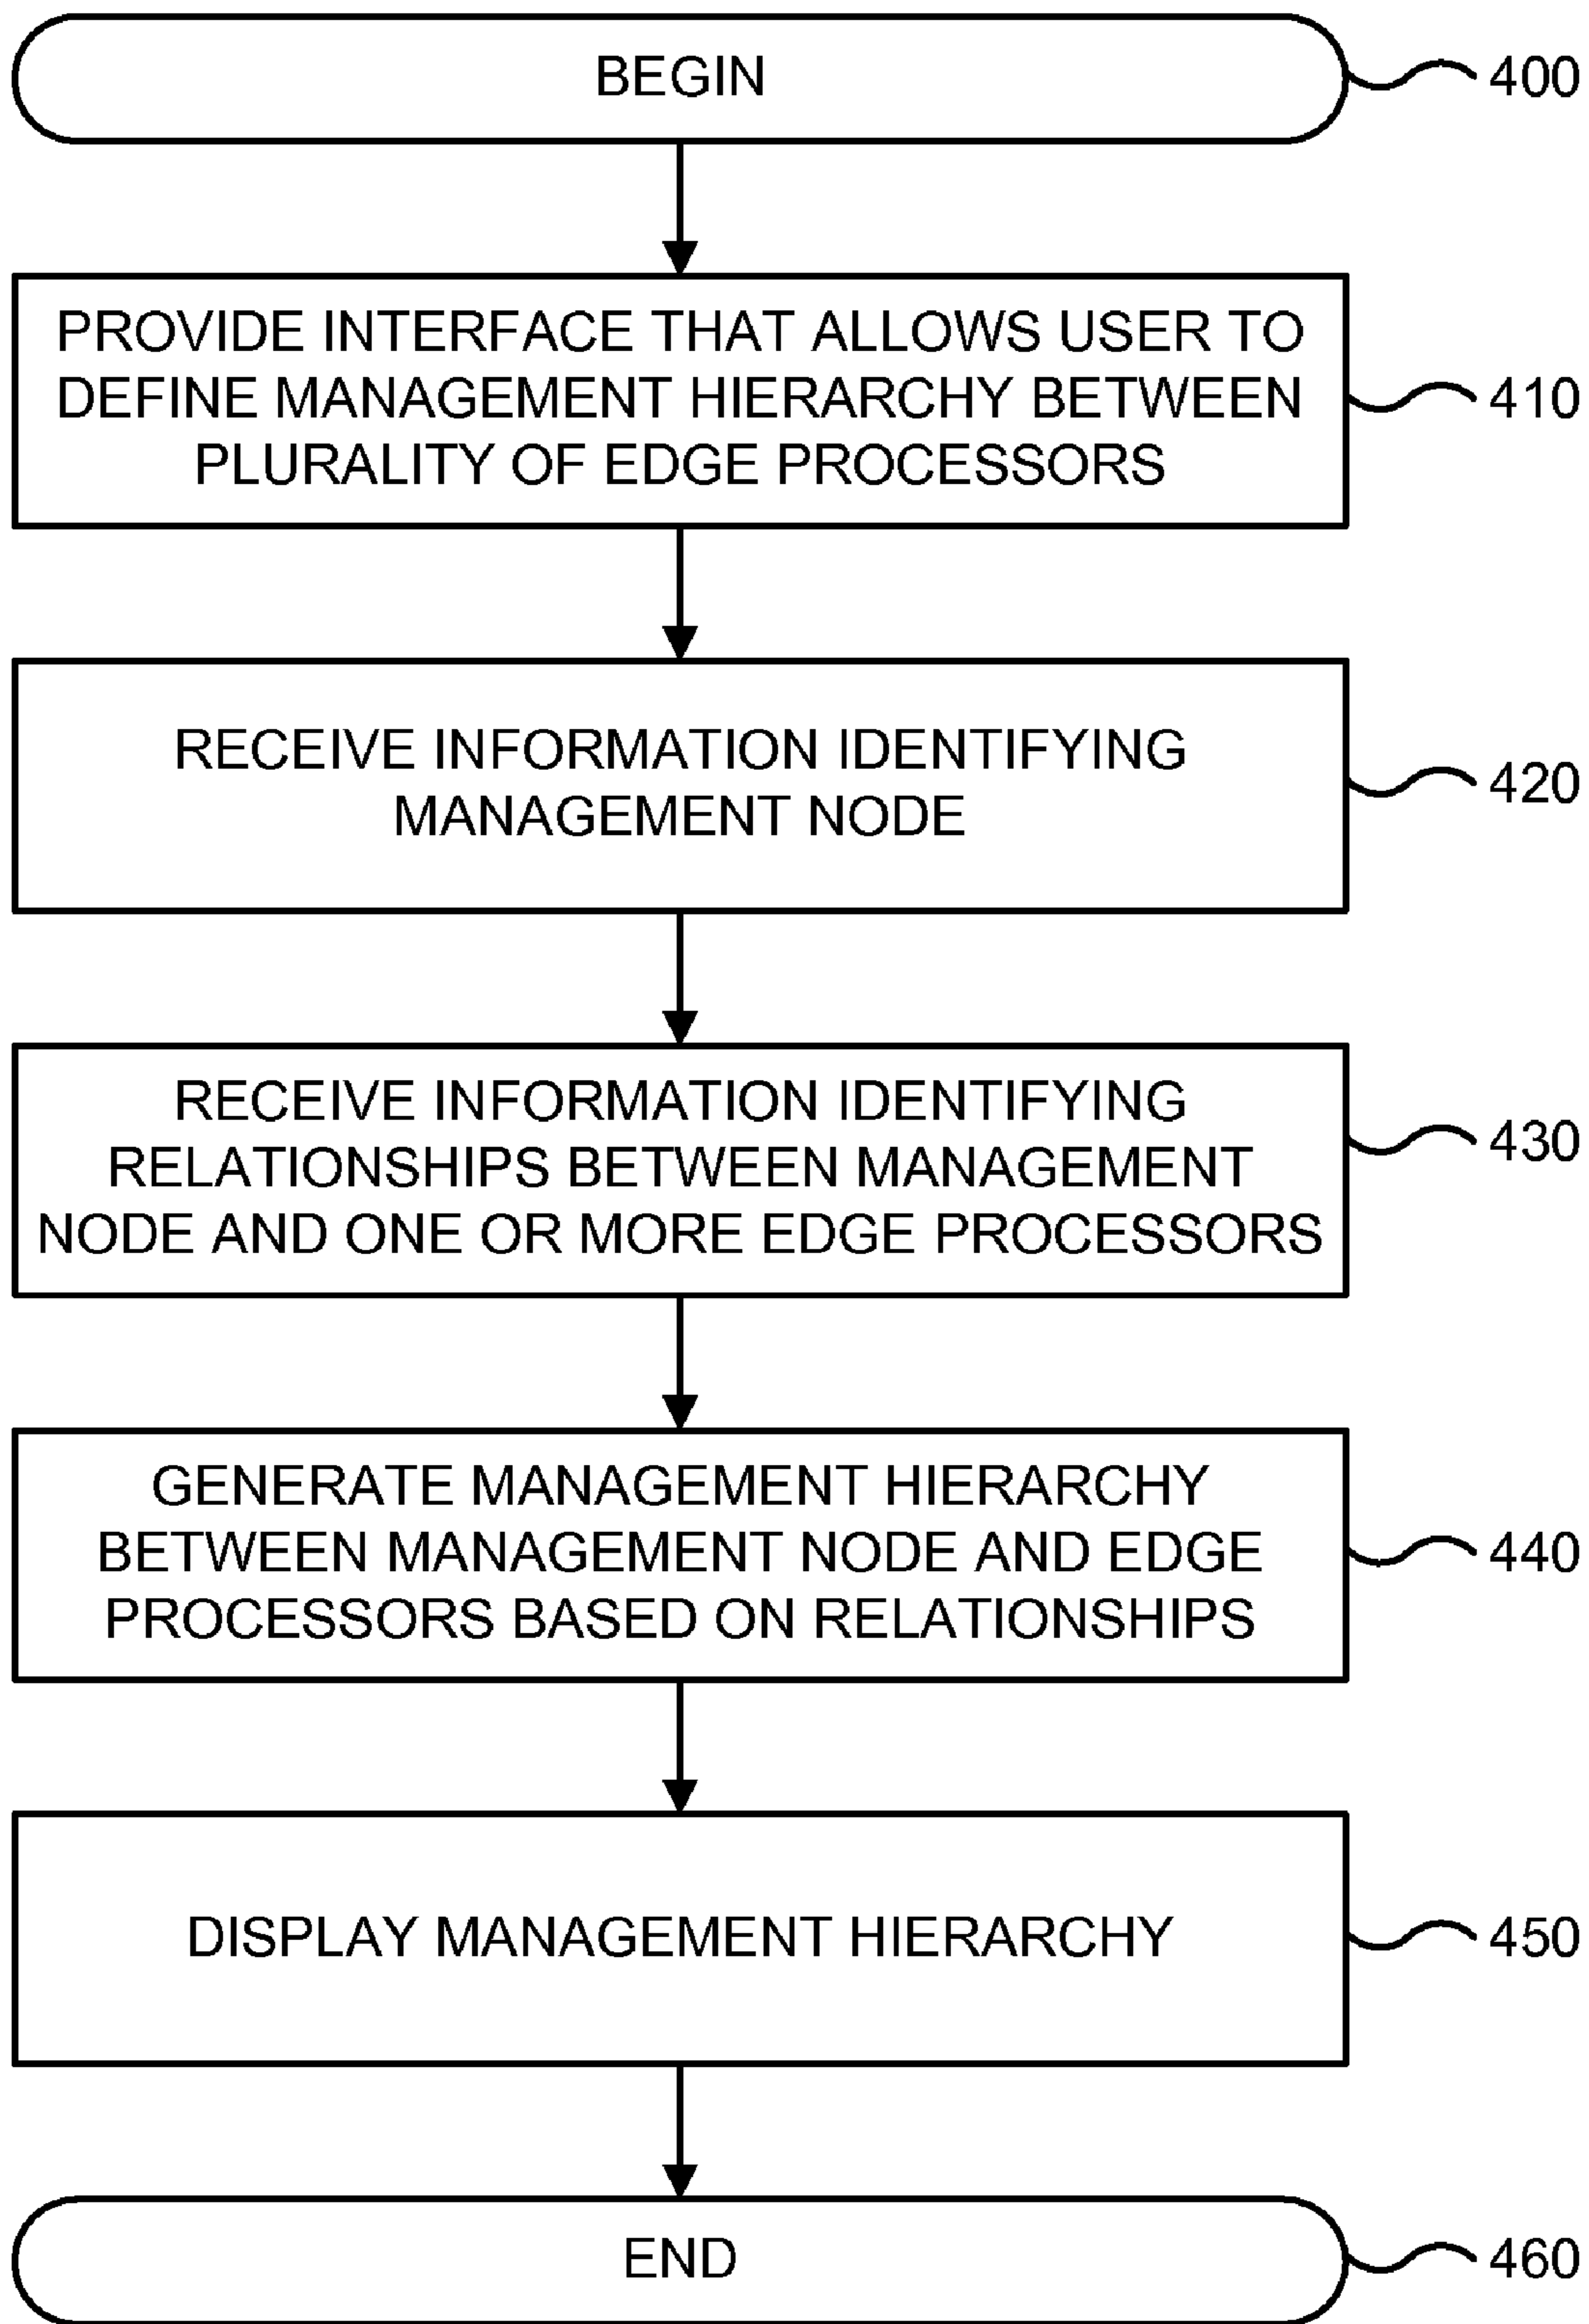 BEGIN
400
PROVIDE INTERFACE THAT ALLOWS USER TO
DEFINE MANAGEMENT HIERARCHY BETWEEN
PLURALITY OF EDGE PROCESSORS
410
RECEIVE INFORMATION IDENTIFYING
MANAGEMENT NODE
420
RECEIVE INFORMATION IDENTIFYING
RELATIONSHIPS BETWEEN MANAGEMENT
NODE AND ONE OR MORE EDGE PROCESSORS
430
GENERATE MANAGEMENT HIERARCHY
BETWEEN MANAGEMENT NODE AND EDGE
PROCESSORS BASED ON RELATIONSHIPS
440
DISPLAY MANAGEMENT HIERARCHY
450
END
460